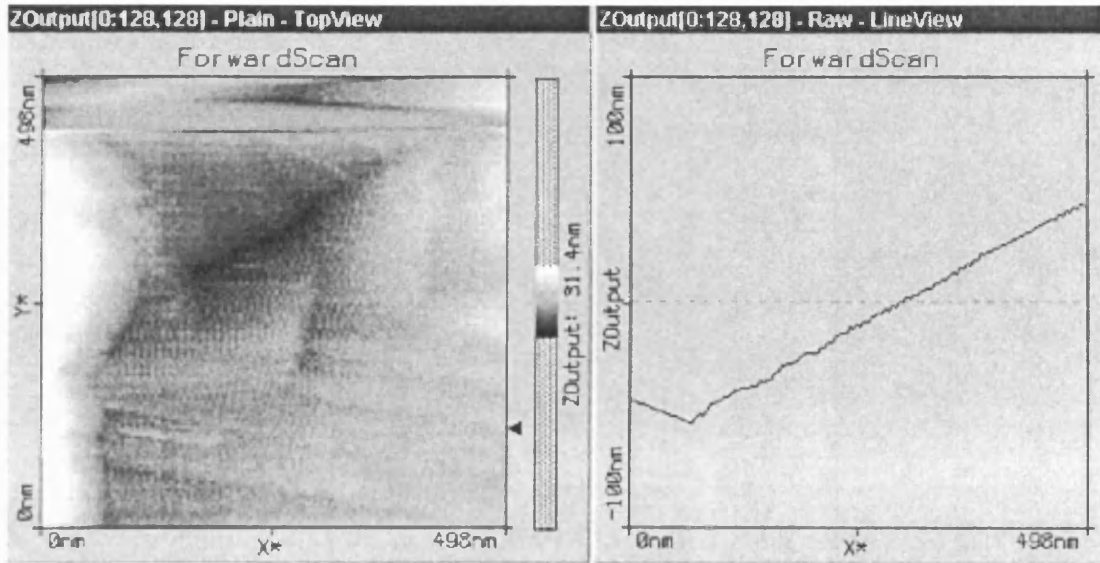 ZOutput[0:128,128] - Plain - TopView
ForwardScan
498nm
Y*
0nm
0nm
X*
498nm
ZOutput: 31.4nm
ZOutput[0:128,128] - Raw - LineView
ForwardScan
100nm
ZOutput
-100nm
0nm
X*
498nm